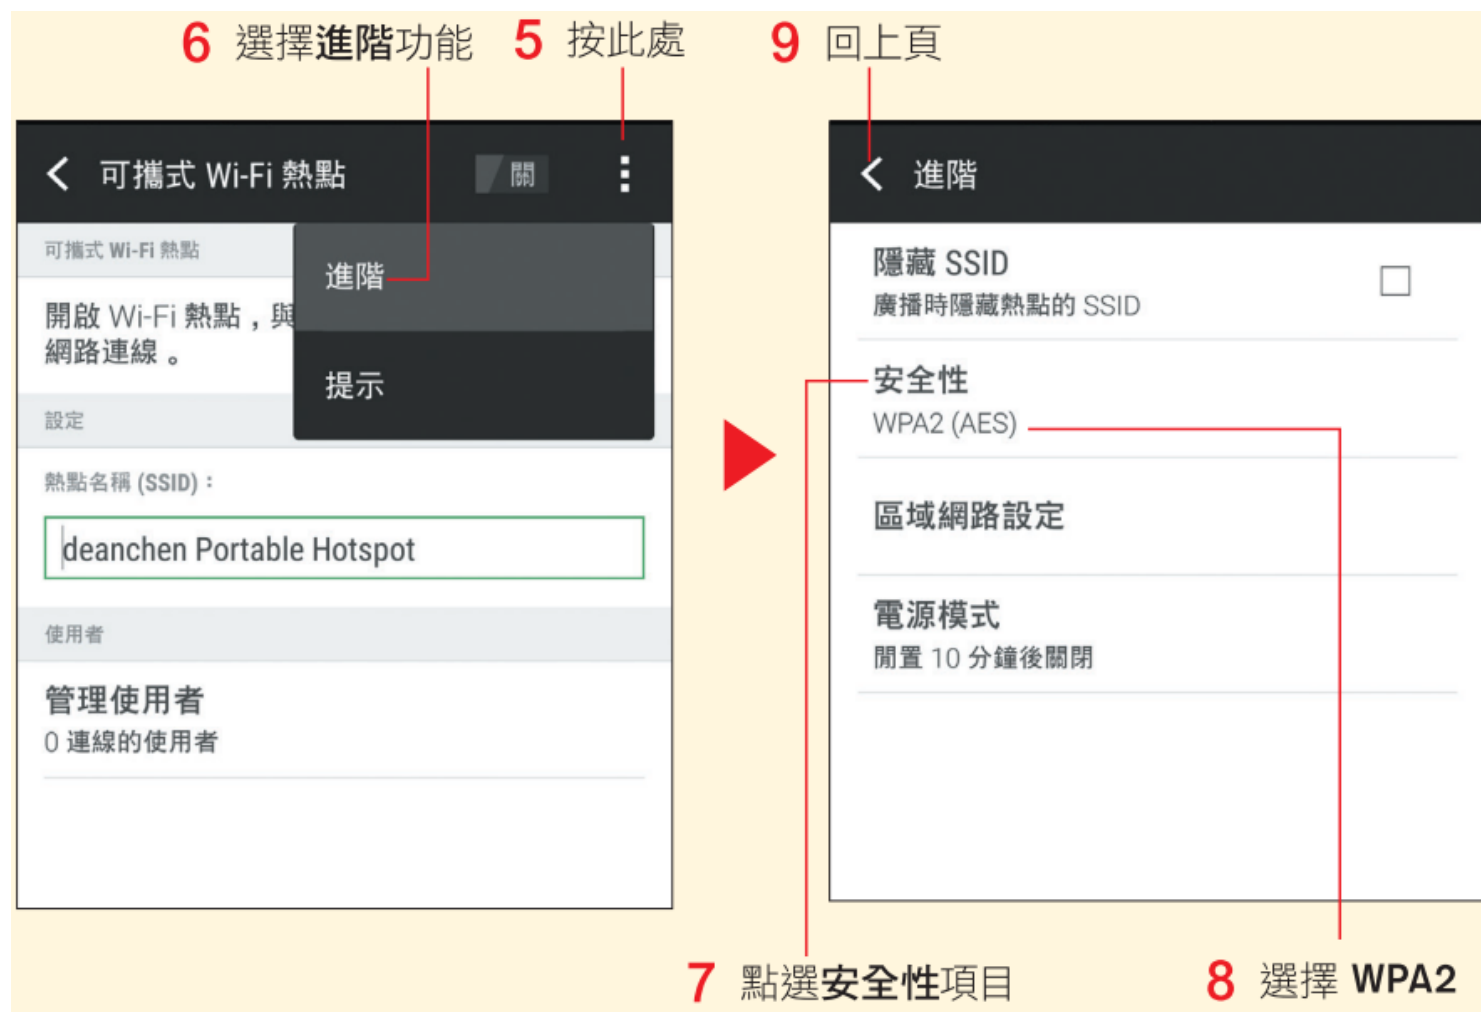 6 選擇進階功能
5 按此處
9 回上頁
可攜式 Wi-Fi 熱點
關
可攜式 Wi-Fi 熱點
開啟 Wi-Fi 熱點，與
網路連線。
進階
提示
設定
熱點名稱 (SSID)：
deanchen Portable Hotspot
使用者
管理使用者
0 連線的使用者
進階
隱藏 SSID
廣播時隱藏熱點的 SSID
安全性
WPA2 (AES)
區域網路設定
電源模式
閒置 10 分鐘後關閉
7 點選安全性項目
8 選擇 WPA2